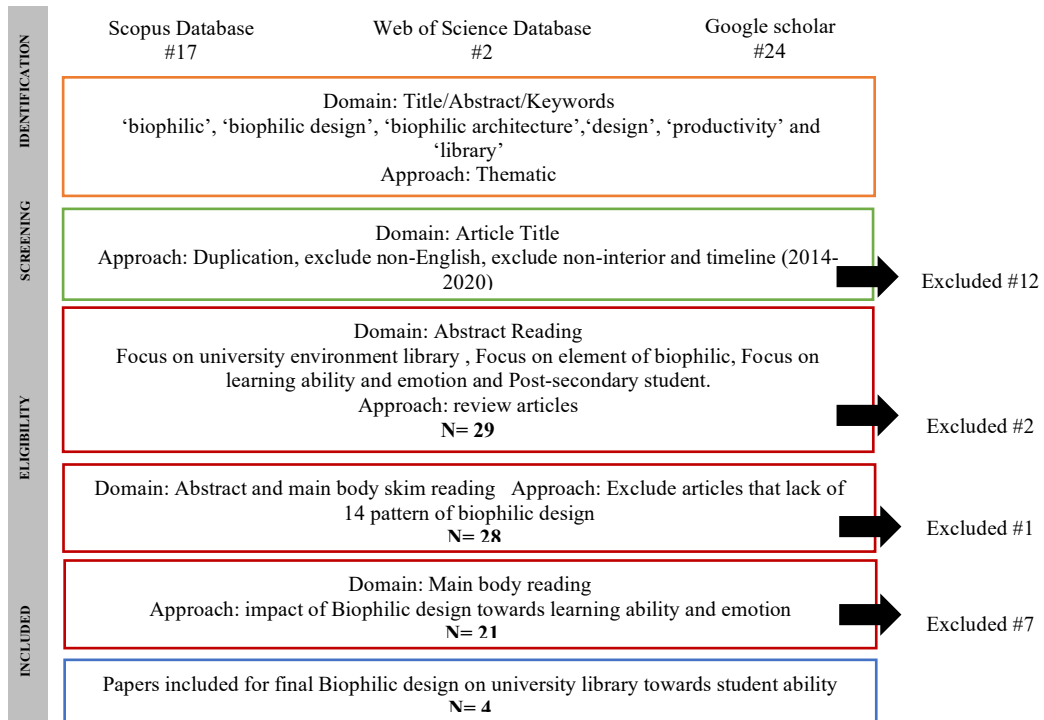 IDENTIFICATION
Scopus Database
#17
Web of Science Database
#2
Google scholar
#24
Domain: Title/Abstract/Keywords
‘biophilic’, ‘biophilic design’, ‘biophilic architecture’,‘design’, ‘productivity’ and
‘library’
Approach: Thematic
SCREENING
Domain: Article Title
Approach: Duplication, exclude non-English, exclude non-interior and timeline (2014-
2020)
Excluded #12
ELIGIBILITY
Domain: Abstract Reading
Focus on university environment library , Focus on element of biophilic, Focus on
learning ability and emotion and Post-secondary student.
Approach: review articles
N= 29
Excluded #2
Domain: Abstract and main body skim reading Approach: Exclude articles that lack of
14 pattern of biophilic design
N= 28
Excluded #1
Domain: Main body reading
Approach: impact of Biophilic design towards learning ability and emotion
N= 21
Excluded #7
INCLUDED
Papers included for final Biophilic design on university library towards student ability
N= 4